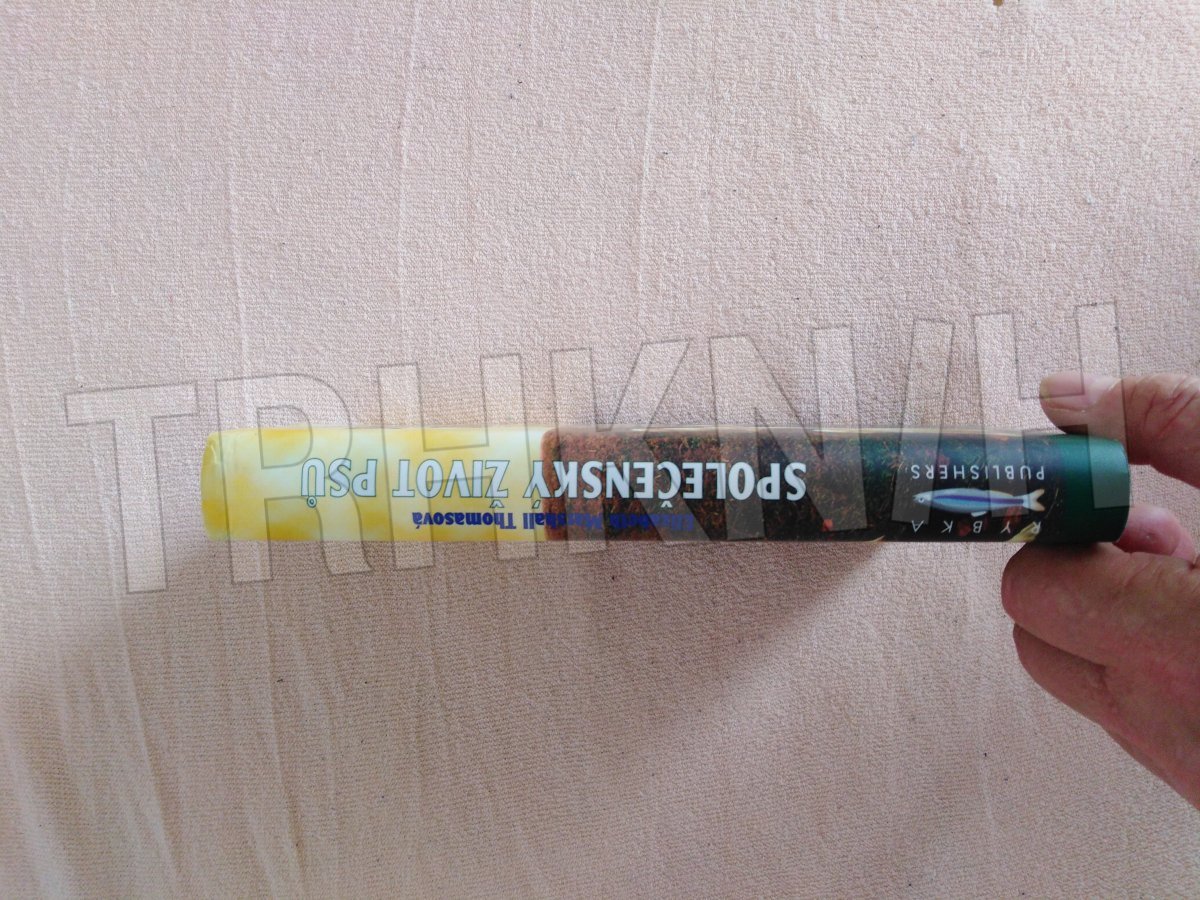 Elizabeth Marshall Thomasová
SPOLEČENSKÝ ŽIVOT PSŮ
RYBKA
PUBLISHERS
TRHKNIH